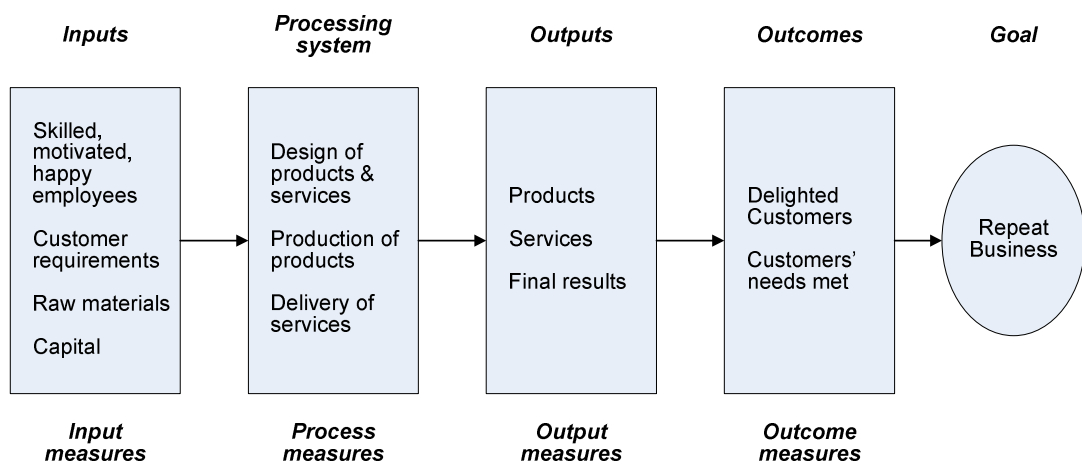 Inputs
Processing
system
Outputs
Outcomes
Goal
Skilled,
motivated,
happy
employees
Customer
requirements
Raw materials
Capital
Design of
products &
services
Production of
products
Delivery of
services
Products
Services
Final results
Delighted
Customers
Customers’
needs met
Repeat
Business
Input
measures
Process
measures
Output
measures
Outcome
measures